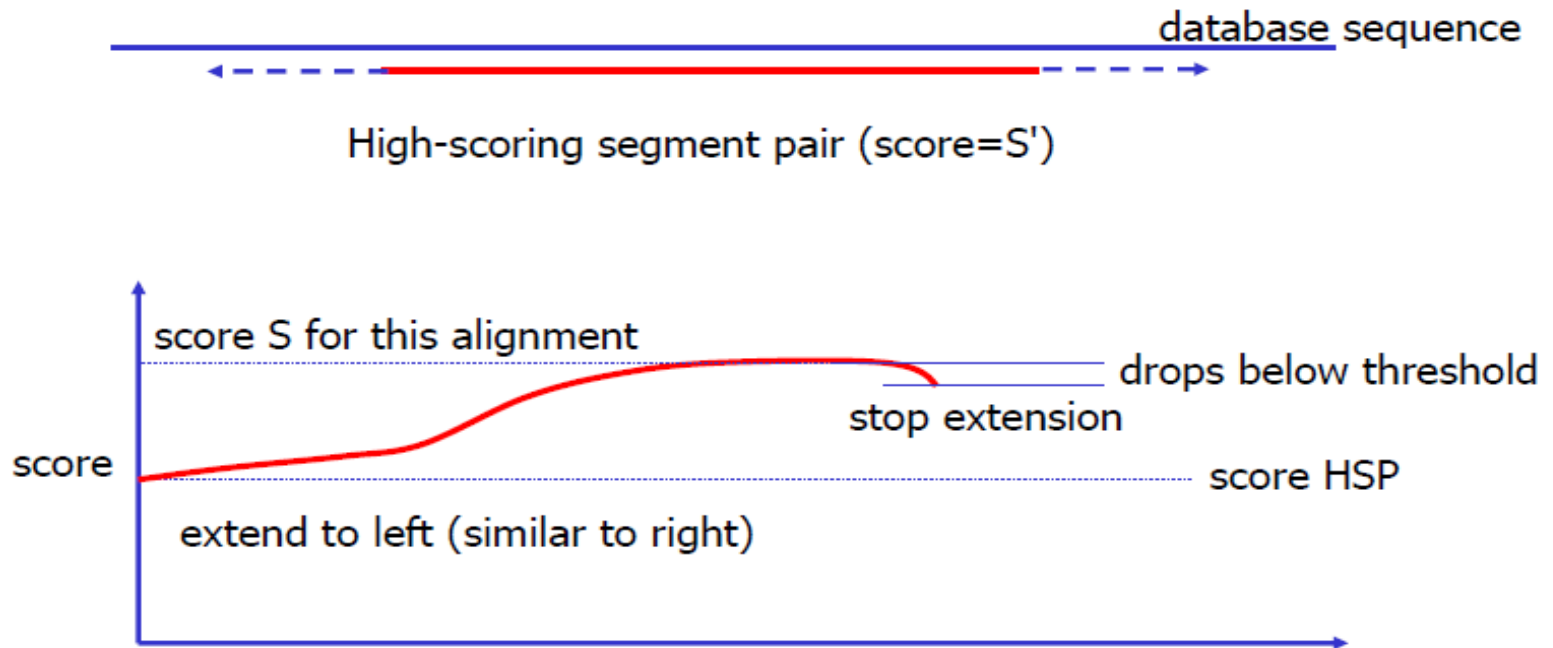 database sequence
High-scoring segment pair (score=S')
score S for this alignment
drops below threshold
stop extension
score
score HSP
extend to left (similar to right)